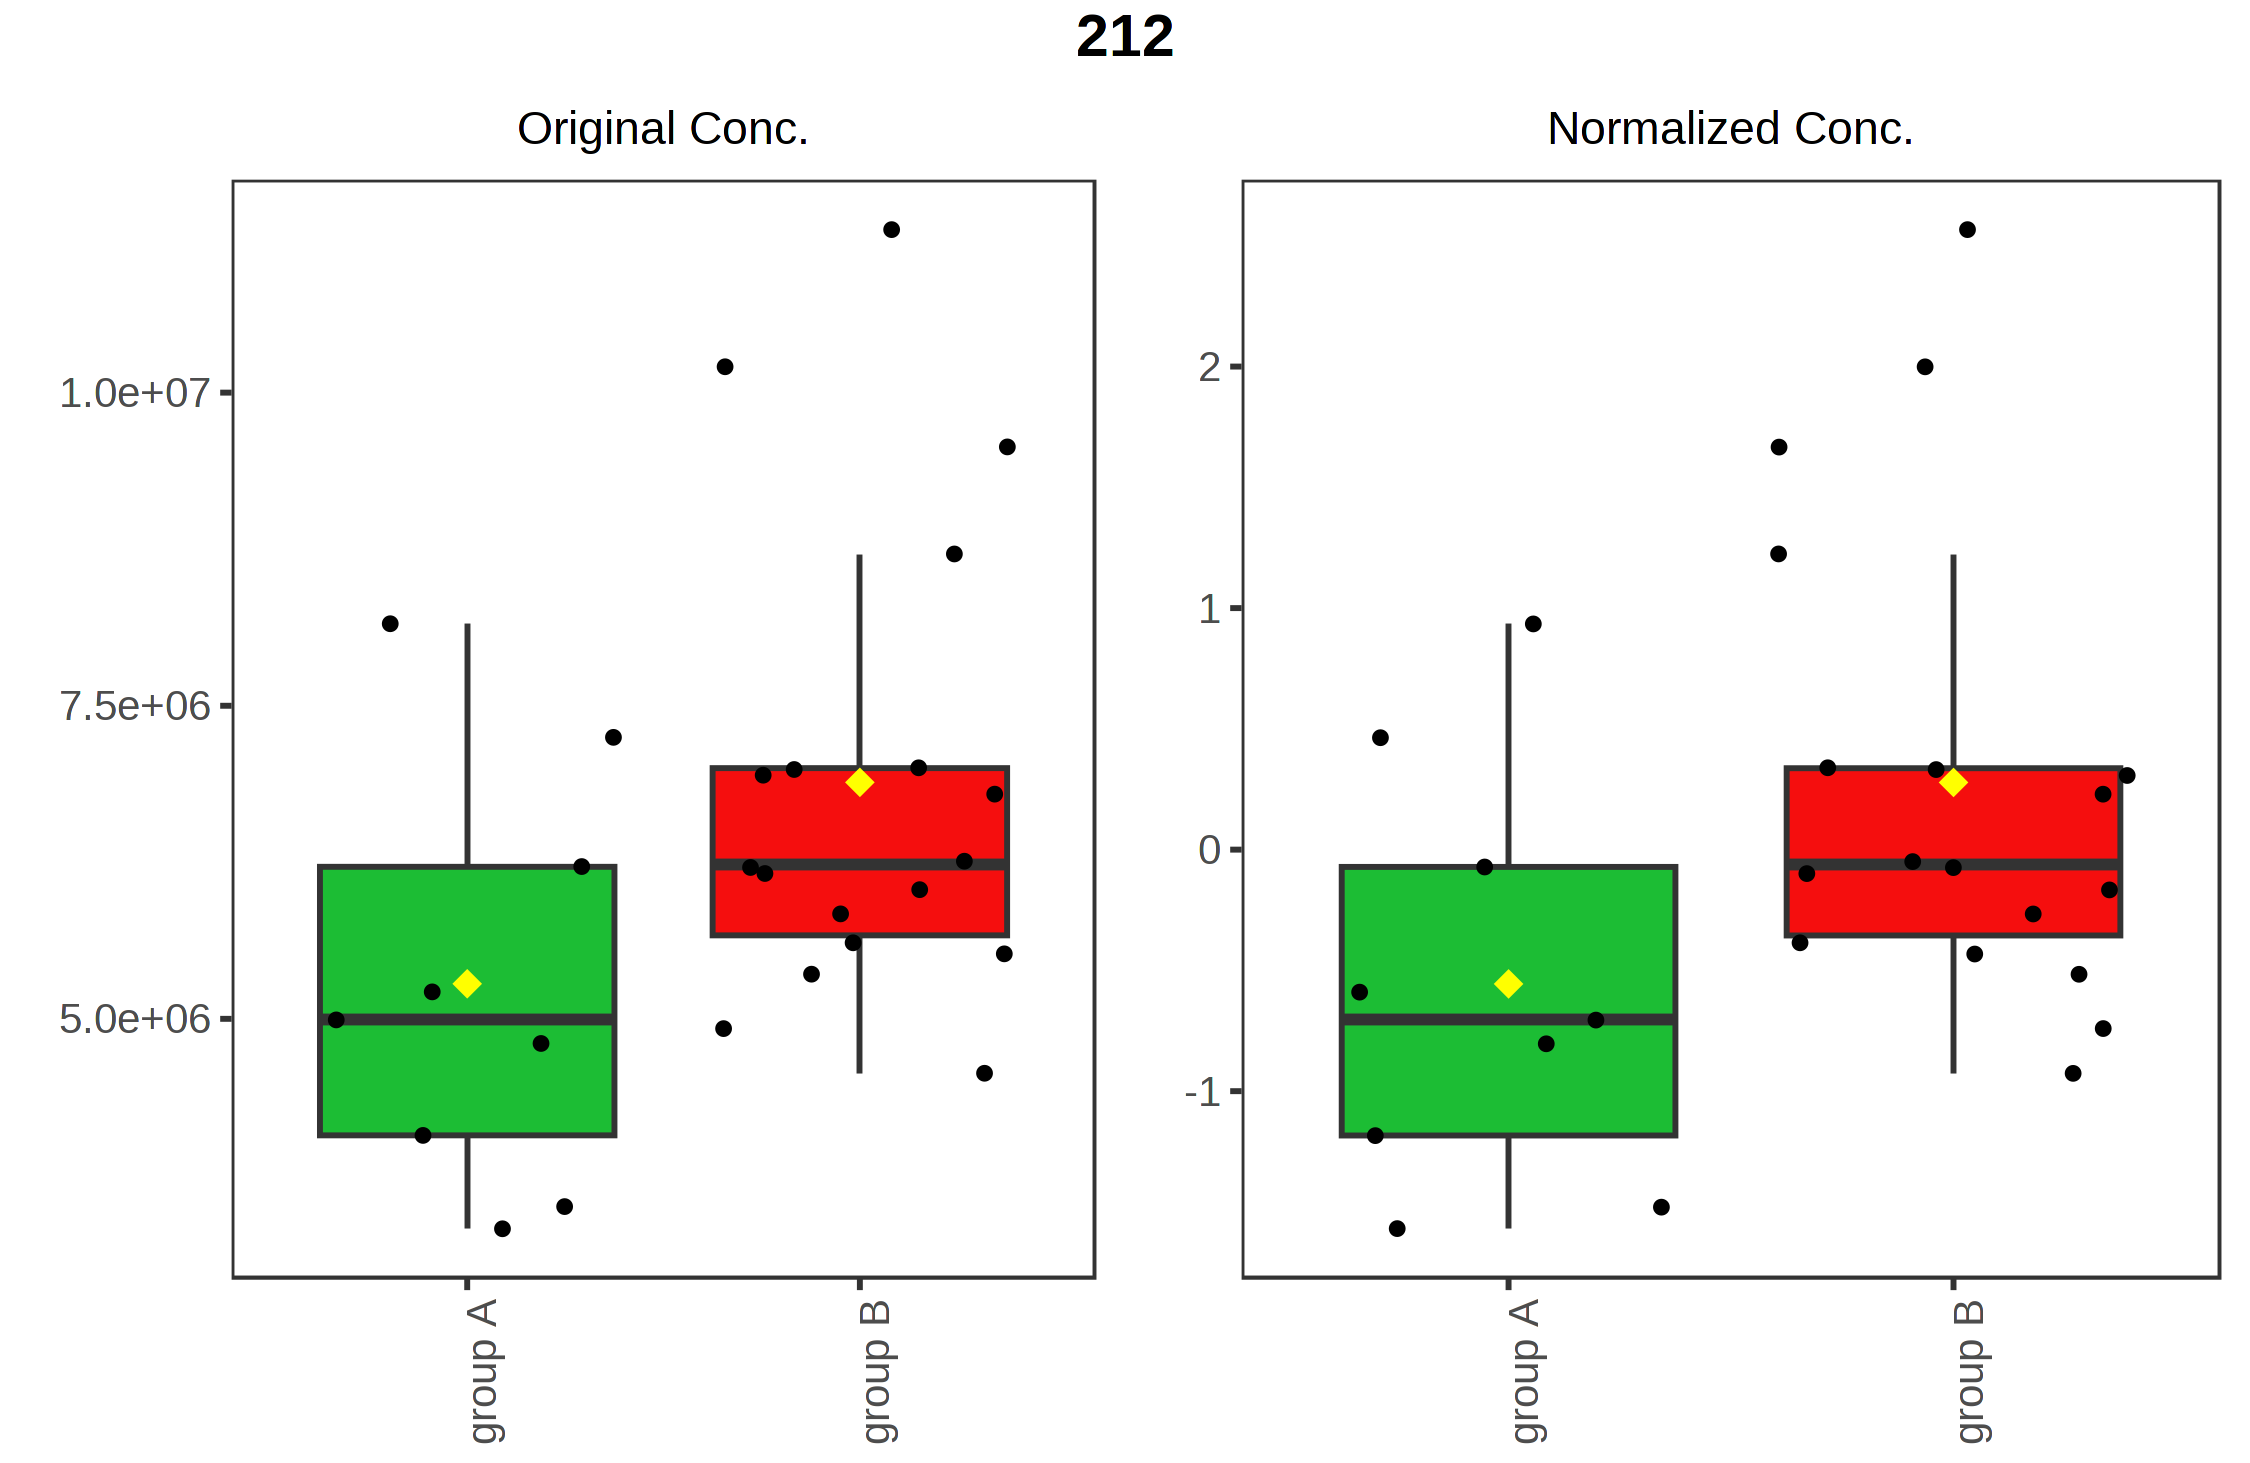 212
Original Conc.
Normalized Conc.
1.0e+07
7.5e+06
5.0e+06
group A
group B
2
1
0
-1
group A
group B